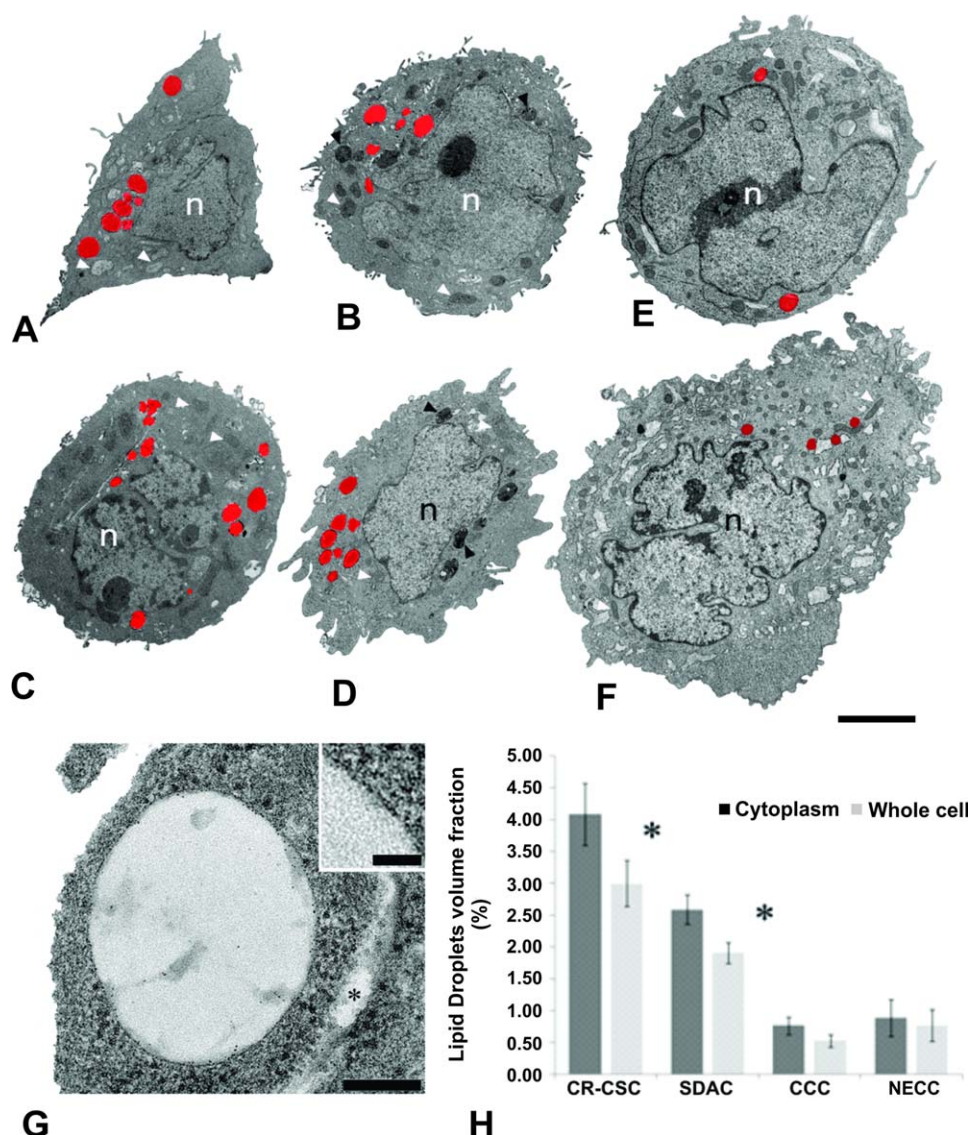 n
A
n
B
n
E
n
C
n
D
n
F
*
G
Lipid Droplets volume fraction
(%)
5.00
4.50
4.00
3.50
3.00
2.50
2.00
1.50
1.00
0.50
0.00
Cytoplasm
Whole cell
*
*
CR-CSC
SDAC
CCC
NECC
H